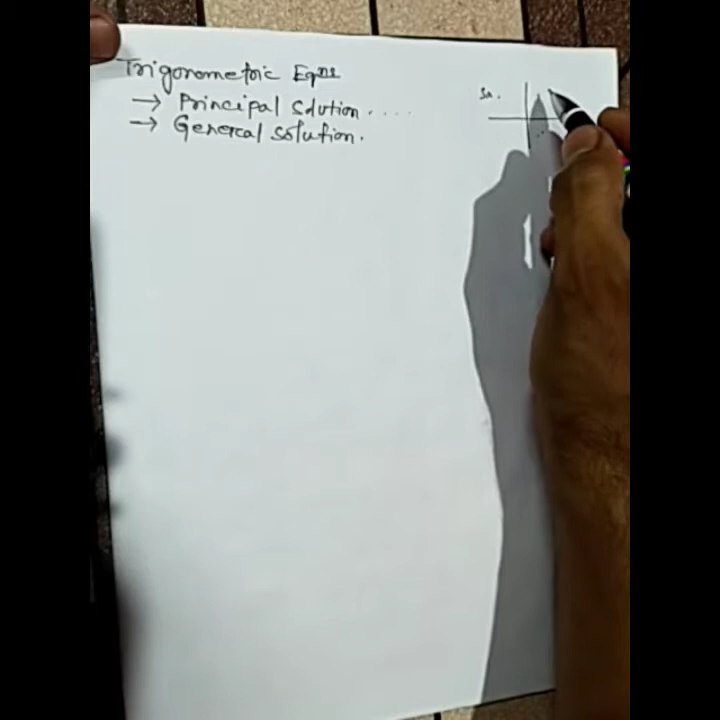 Trigonometric Eqns
→ Principal Solution....
→ General solution.